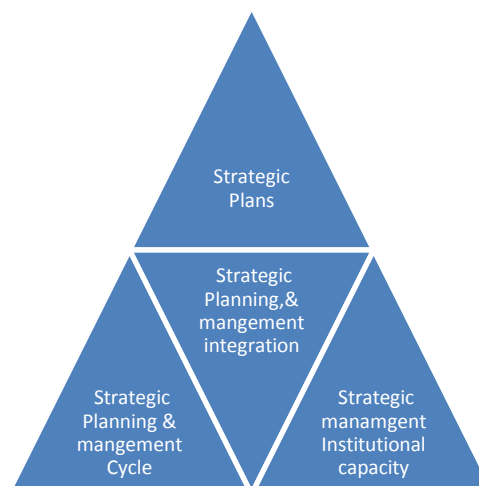 Strategic
Plans
Strategic
Planning,&
mangement
integration
Strategic
Planning &
mangement
Cycle
Strategic
manamgent
Institutional
capacity